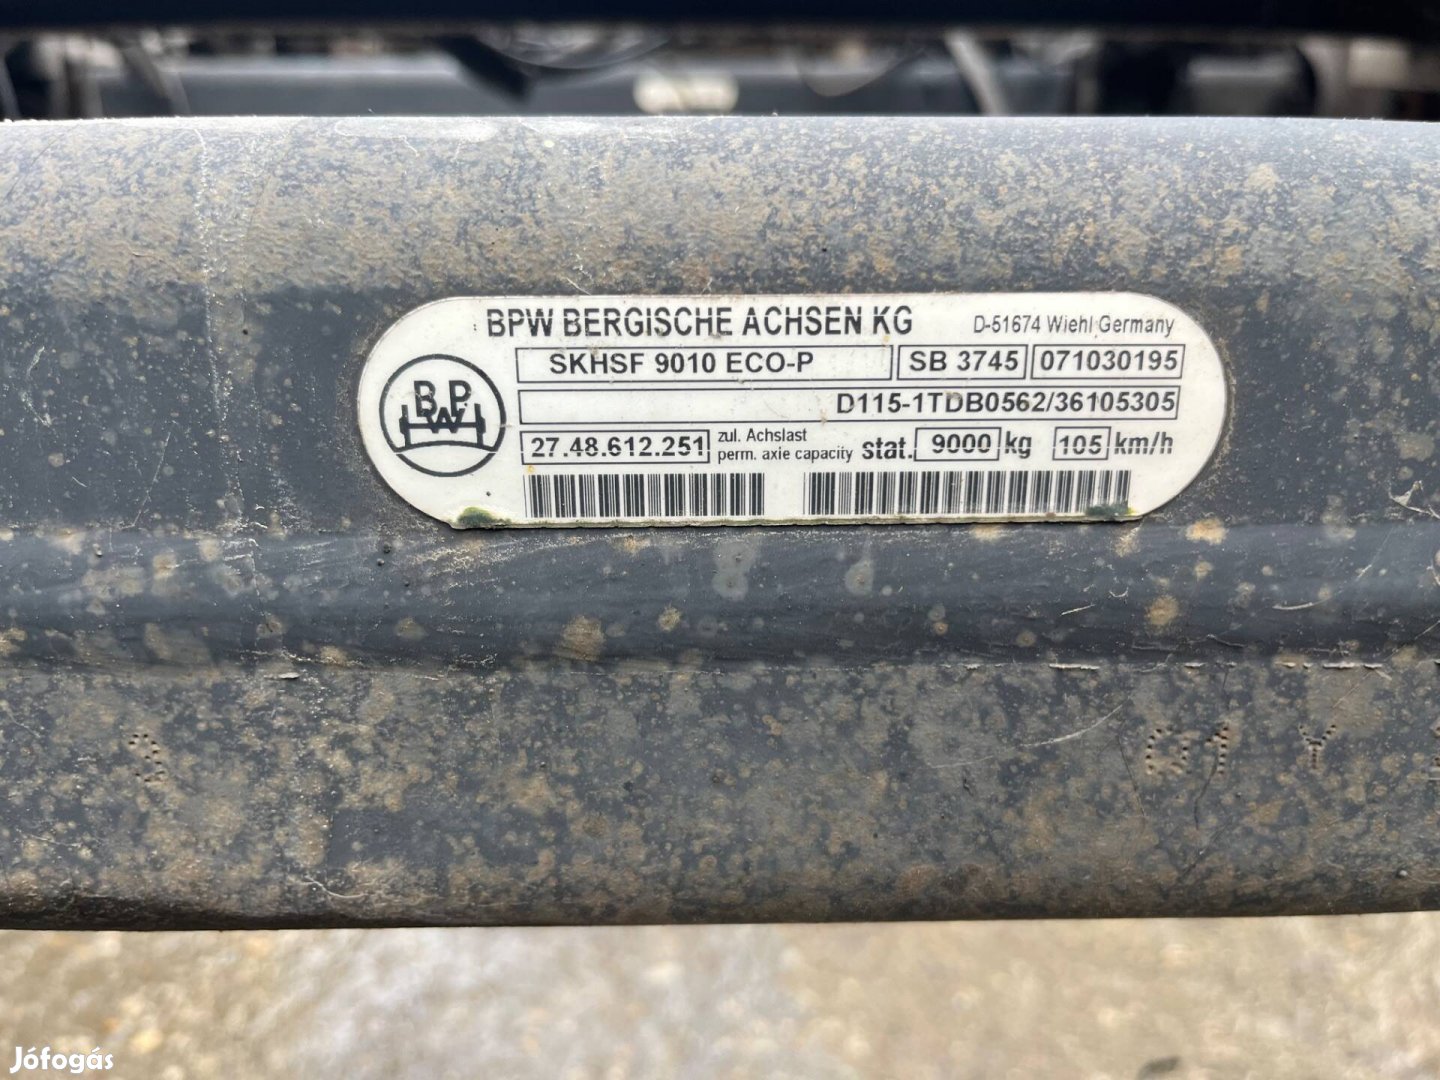 BPW BERGISCHE ACHSEN KG D-51674 Wiehl Germany
BPW
SKHSF 9010 ECO-P SB 3745 071030195
D115-1TDB0562/36105305
27.48.612.251 zul. Achslast stat. 9000 kg 105 km/h
perm. axie capacity
Jófogás